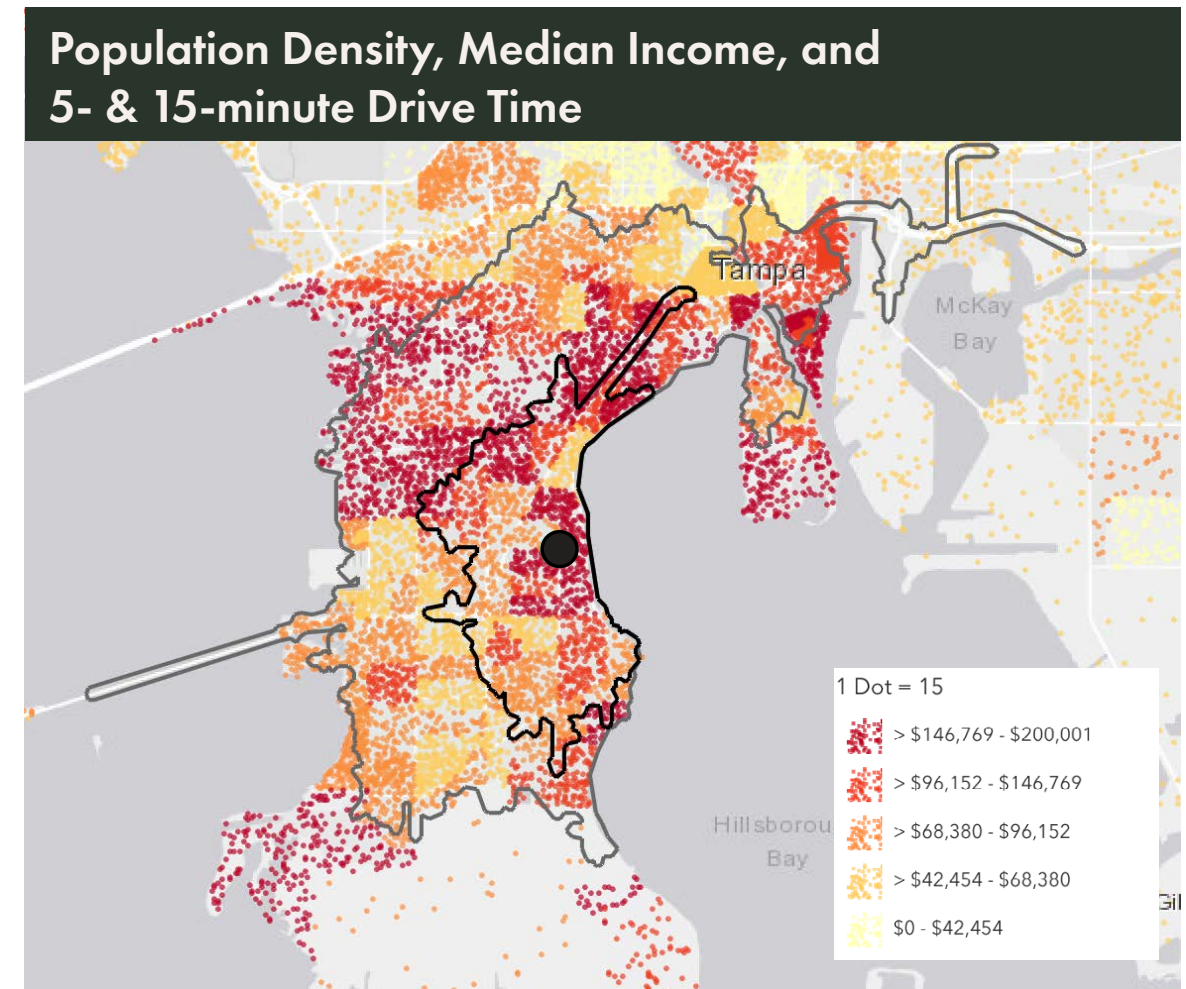 Population Density, Median Income, and
5- & 15-minute Drive Time
Tampa
McKay
Bay
1 Dot = 15
> $146,769 - $200,001
> $96,152 - $146,769
Hillsborou
> $68,380 - $96,152
Bay
> $42,454 - $68,380
Gil
$0 - $42,454